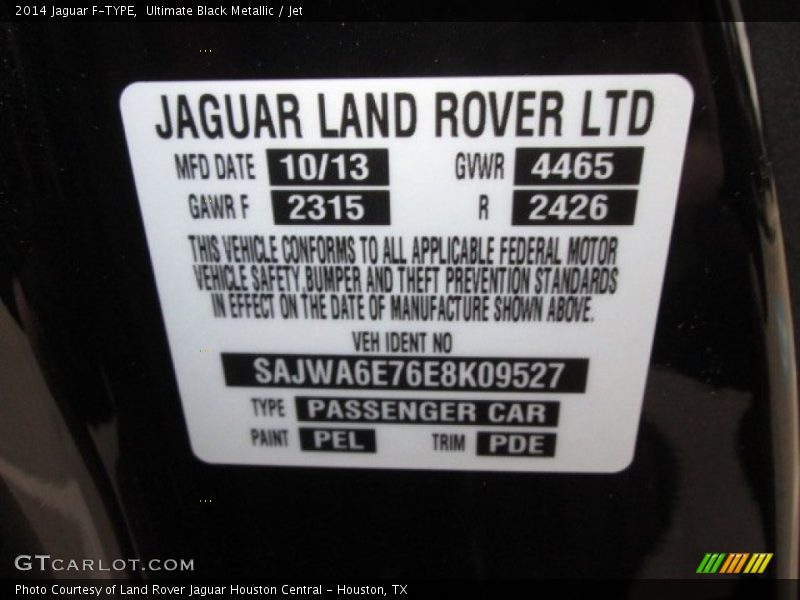 2014 Jaguar F-TYPE, Ultimate Black Metallic / Jet
JAGUAR LAND ROVER LTD
MFD DATE 10/13 GVWR 4465
GAWR F 2315 R 2426
THIS VEHICLE CONFORMS TO ALL APPLICABLE FEDERAL MOTOR
VEHICLE SAFETY,BUMPER AND THEFT PREVENTION STANDARDS
IN EFFECT ON THE DATE OF MANUFACTURE SHOWN ABOVE.
VEH IDENT NO
SAJWA6E76E8K09527
TYPE PASSENGER CAR
PAINT PEL TRIM PDE
GTCARLOT.COM
Photo Courtesy of Land Rover Jaguar Houston Central - Houston, TX